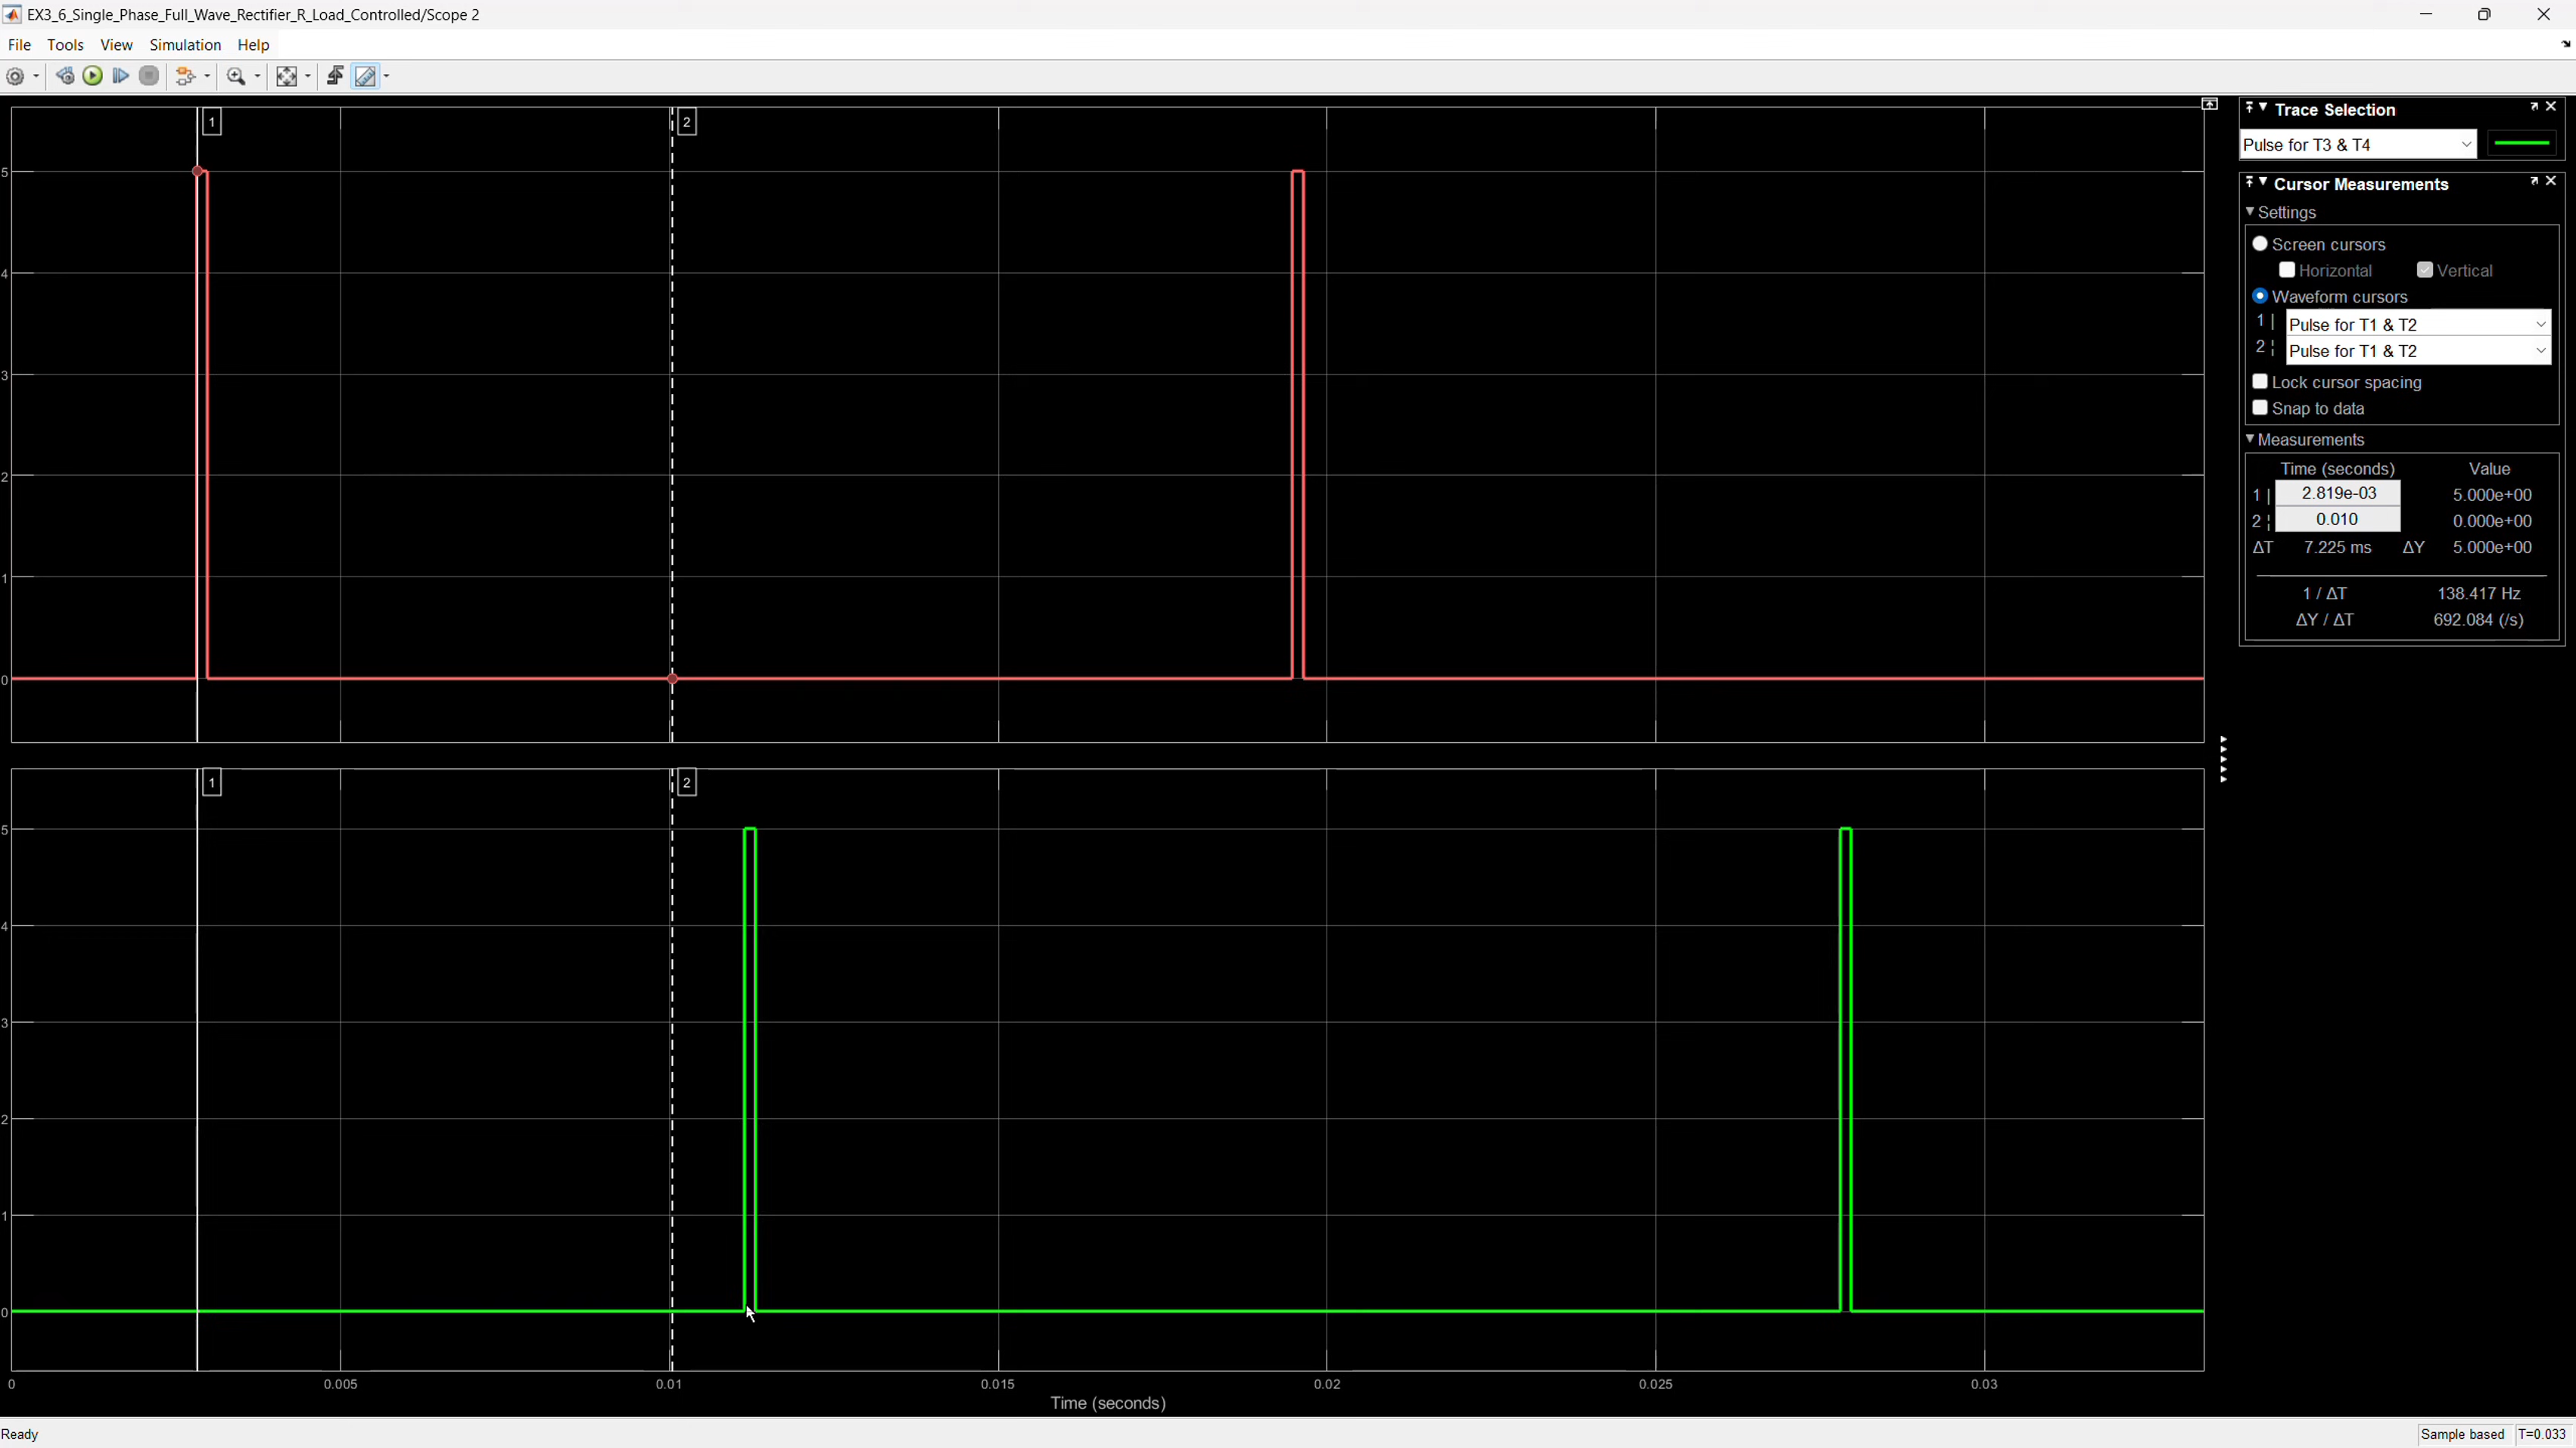 EX3_6_Single_Phase_Full_Wave_Rectifier_R_Load_Controlled/Scope 2
File Tools View Simulation Help
1
2
5
4
3
2
1
0
1
2
5
4
3
2
1
0
0 0.005 0.01 0.015 0.02 0.025 0.03
Time (seconds)
Trace Selection
Pulse for T3 & T4
Cursor Measurements
Settings
Screen cursors
Horizontal Vertical
Waveform cursors
1 Pulse for T1 & T2
2 Pulse for T1 & T2
Lock cursor spacing
Snap to data
Measurements
Time (seconds) Value
1 2.819e-03 5.000e+00
2 0.010 0.000e+00
ΔT 7.225 ms ΔY 5.000e+00
1 / ΔT 138.417 Hz
ΔY / ΔT 692.084 (/s)
Ready Sample based T=0.033